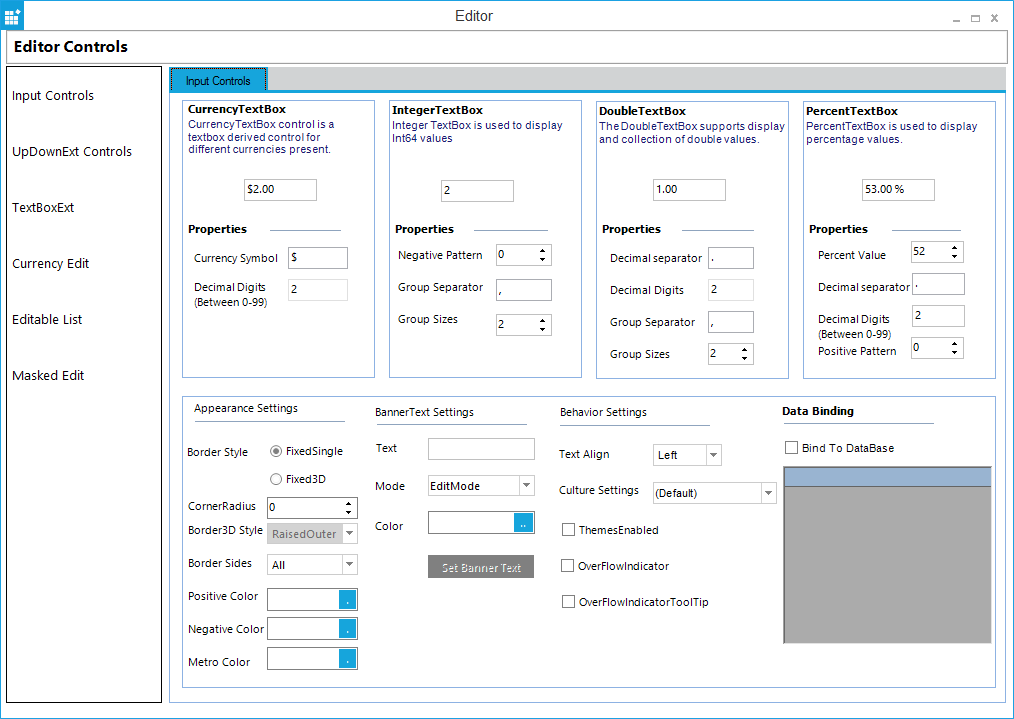 Editor
Editor Controls
Input Controls
UpDownExt Controls
TextBoxExt
Currency Edit
Editable List
Masked Edit
Input Controls
CurrencyTextBox
CurrencyTextBox control is a
textbox derived control for
different currencies present.
$2.00
Properties
Currency Symbol $
Decimal Digits 2
(Between 0-99)
IntegerTextBox
Integer TextBox is used to display
Int64 values
2
Properties
Negative Pattern 0
Group Separator ,
Group Sizes 2
DoubleTextBox
The DoubleTextBox supports display
and collection of double values.
1.00
Properties
Decimal separator .
Decimal Digits 2
Group Separator ,
Group Sizes 2
PercentTextBox
PercentTextBox is used to display
percentage values.
53.00 %
Properties
Percent Value 52
Decimal separator .
Decimal Digits 2
(Between 0-99)
Positive Pattern 0
Appearance Settings
Border Style FixedSingle
Fixed3D
CornerRadius 0
Border3D Style RaisedOuter
Border Sides All
Positive Color .
Negative Color .
Metro Color .
BannerText Settings
Text
Mode EditMode
Color ..
Set Banner Text
Behavior Settings
Text Align Left
Culture Settings (Default)
ThemesEnabled
OverFlowIndicator
OverFlowIndicatorToolTip
Data Binding
Bind To DataBase